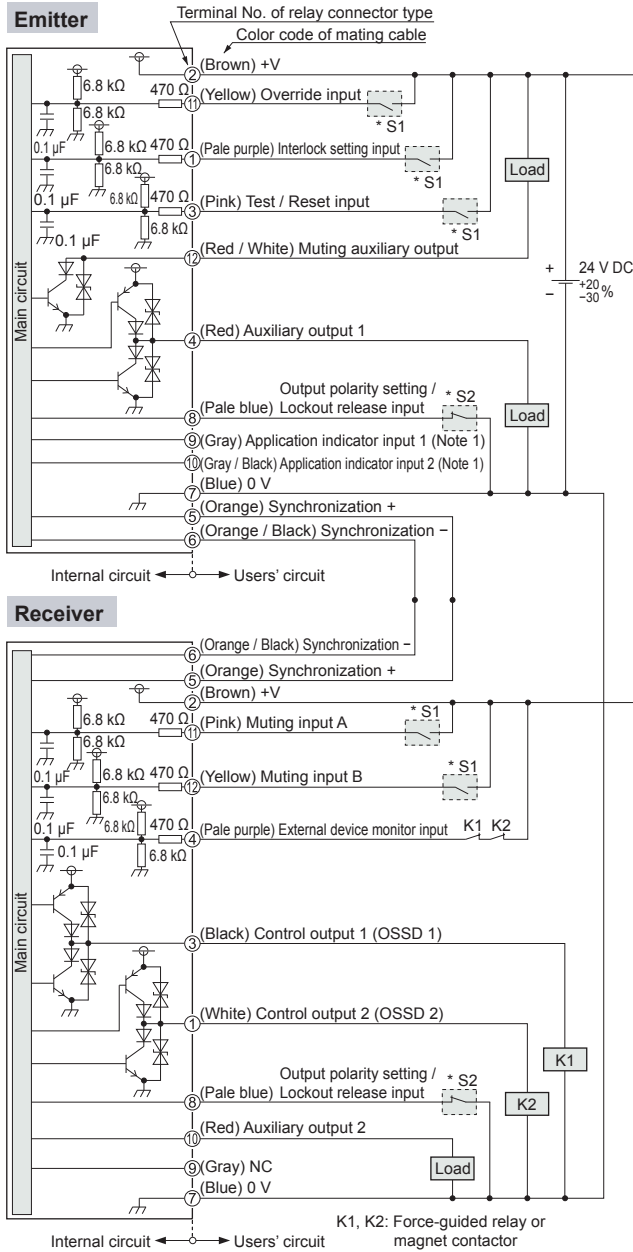 Emitter
Terminal No. of relay connector type
Color code of mating cable
② (Brown) +V
6.8 kΩ
470 Ω
⑪ (Yellow) Override input
* S1
6.8 kΩ
0.1 µF
6.8 kΩ 470 Ω
① (Pale purple) Interlock setting input
* S1
Load
6.8 kΩ
0.1 µF
6.8 kΩ 470 Ω
③ (Pink) Test / Reset input
* S1
6.8 kΩ
0.1 µF
⑫ (Red / White) Muting auxiliary output
+
−
24 V DC
+20
−30 %
Main circuit
④ (Red) Auxiliary output 1
Output polarity setting /
⑧ (Pale blue) Lockout release input
* S2
Load
⑨ (Gray) Application indicator input 1 (Note 1)
⑩ (Gray / Black) Application indicator input 2 (Note 1)
⑦ (Blue) 0 V
⑤ (Orange) Synchronization +
⑥ (Orange / Black) Synchronization −
Internal circuit
Users' circuit
Receiver
⑥ (Orange / Black) Synchronization −
⑤ (Orange) Synchronization +
② (Brown) +V
6.8 kΩ
470 Ω
⑪ (Pink) Muting input A
* S1
6.8 kΩ
0.1 µF
6.8 kΩ 470 Ω
⑫ (Yellow) Muting input B
* S1
6.8 kΩ
0.1 µF
6.8 kΩ 470 Ω
④ (Pale purple) External device monitor input
K1 K2
6.8 kΩ
0.1 µF
Main circuit
③ (Black) Control output 1 (OSSD 1)
① (White) Control output 2 (OSSD 2)
K1
Output polarity setting /
⑧ (Pale blue) Lockout release input
* S2
K2
⑩ (Red) Auxiliary output 2
⑨ (Gray) NC
Load
⑦ (Blue) 0 V
Internal circuit
Users' circuit
K1, K2: Force-guided relay or
magnet contactor